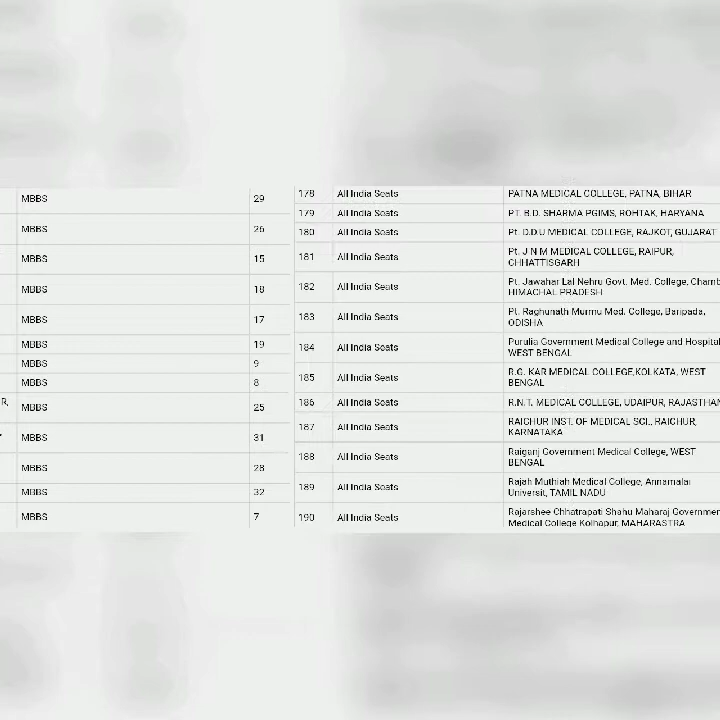 R,
MBBS 29
MBBS 26
MBBS 15
MBBS 18
MBBS 17
MBBS 19
MBBS 9
MBBS 8
MBBS 25
MBBS 31
MBBS 28
MBBS 32
MBBS 7
178 All India Seats PATNA MEDICAL COLLEGE, PATNA, BIHAR
179 All India Seats PT. B.D. SHARMA PGIMS, ROHTAK, HARYANA
180 All India Seats Pt. D.D.U MEDICAL COLLEGE, RAJKOT, GUJARAT
181 All India Seats Pt. J N M MEDICAL COLLEGE, RAIPUR,
CHHATTISGARH
182 All India Seats Pt. Jawahar Lal Nehru Govt. Med. College, Chamb
HIMACHAL PRADESH
183 All India Seats Pt. Raghunath Murmu Med. College, Baripada,
ODISHA
184 All India Seats Purulia Government Medical College and Hospital
WEST BENGAL
185 All India Seats R.G. KAR MEDICAL COLLEGE,KOLKATA, WEST
BENGAL
186 All India Seats R.N.T. MEDICAL COLLEGE, UDAIPUR, RAJASTHAN
187 All India Seats RAICHUR INST. OF MEDICAL SCI., RAICHUR,
KARNATAKA
188 All India Seats Raiganj Government Medical College, WEST
BENGAL
189 All India Seats Rajah Muthiah Medical College, Annamalai
Universit, TAMIL NADU
190 All India Seats Rajarshee Chhatrapati Shahu Maharaj Governmen
Medical College Kolhapur, MAHARASTRA